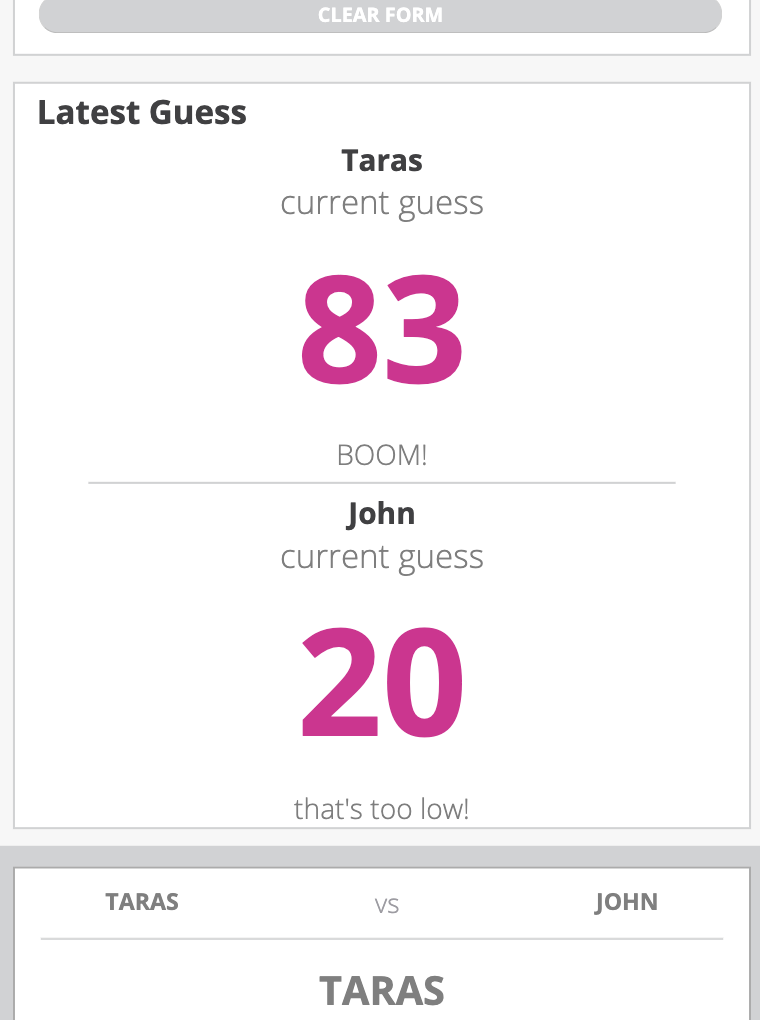 CLEAR FORM
Latest Guess
Taras
current guess
83
BOOM!
John
current guess
20
that's too low!
TARAS vs JOHN
TARAS